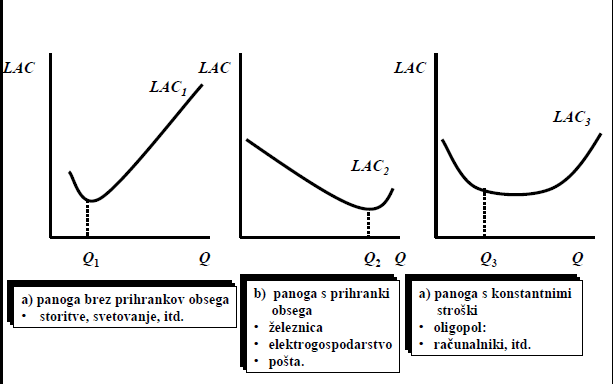 LAC
LAC1
Q1
Q
a) panoga brez prihrankov obsega
• storitve, svetovanje, itd.
LAC
LAC2
Q2
Q
b) panoga s prihranki
obsega
• železnica
• elektrogospodarstvo
• pošta.
LAC
LAC3
Q3
Q
a) panoga s konstantnimi
stroški
• oligopol:
• računalniki, itd.